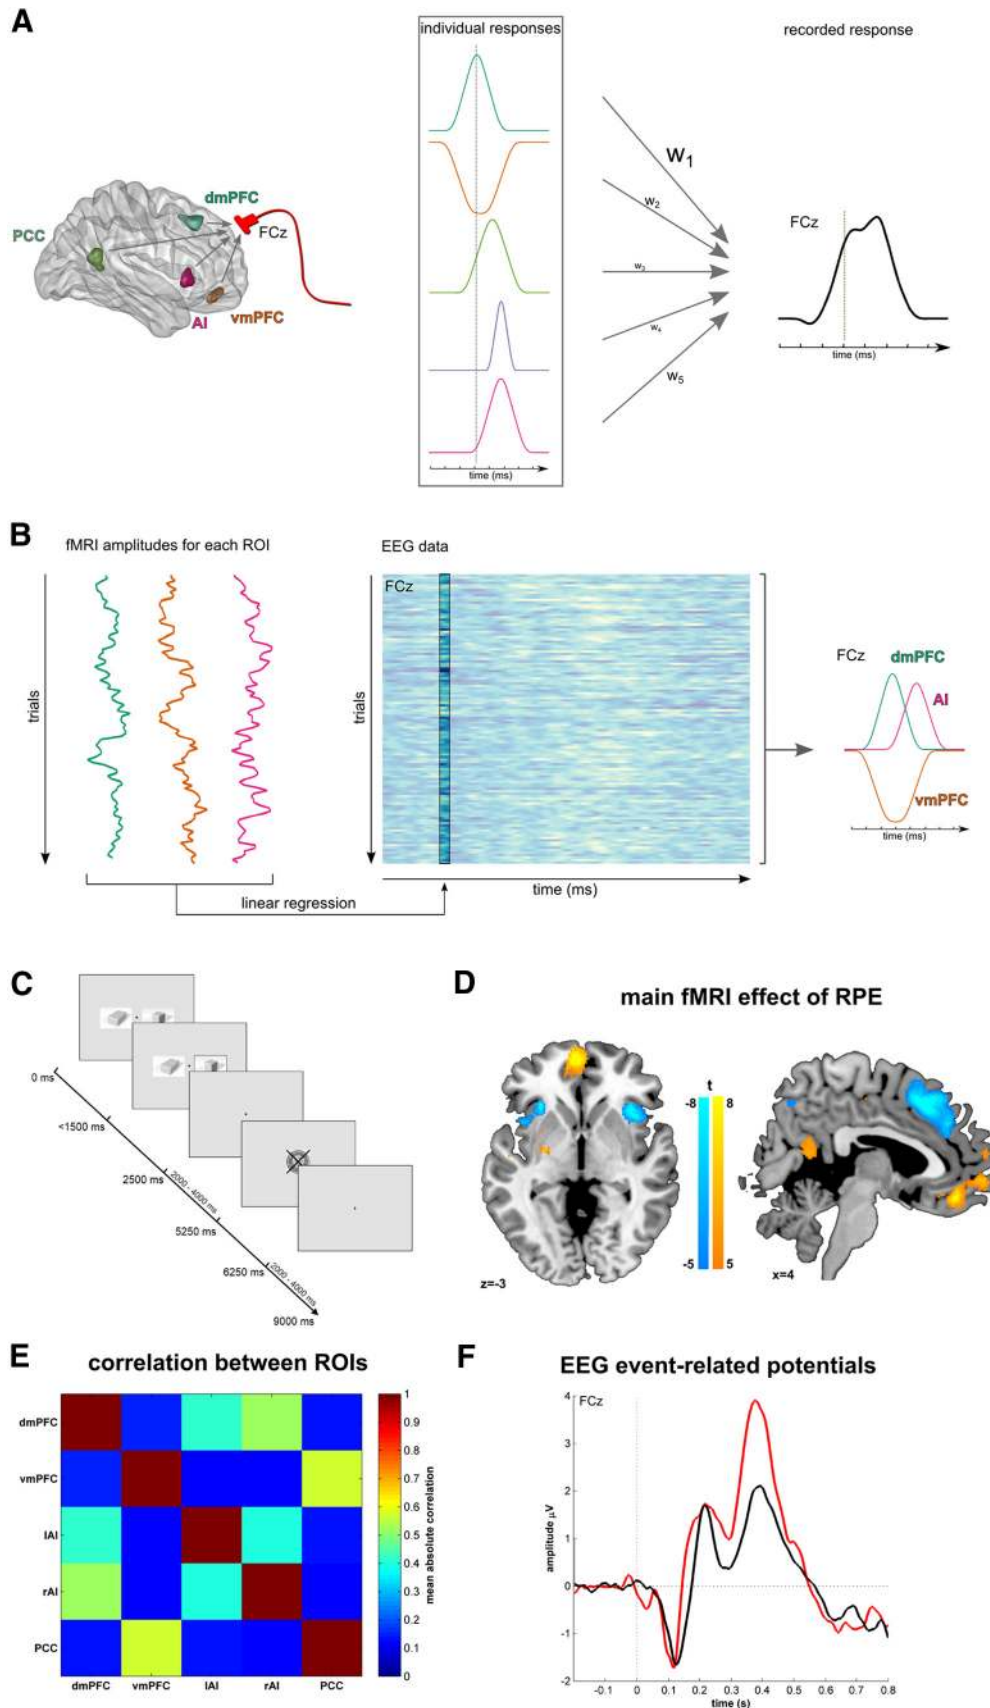 A
individual responses
recorded response
dmPFC
PCC
FCz
AI
vmPFC
w1
w2
w3
w4
w5
FCz
time (ms)
time (ms)
B
fMRI amplitudes for each ROI
EEG data
trials
trials
FCz
FCz
dmPFC
AI
vmPFC
time (ms)
time (ms)
linear regression
C
0 ms
<1500 ms
2500 ms
2000 - 4000 ms
5250 ms
6250 ms
2000 - 4000 ms
9000 ms
D
main fMRI effect of RPE
t
-8 8
-5 5
z=-3
x=4
E
correlation between ROIs
dmPFC
vmPFC
lAI
rAI
PCC
dmPFC vmPFC lAI rAI PCC
1
0.9
0.8
0.7
0.6
0.5
0.4
0.3
0.2
0.1
0
mean absolute correlation
F
EEG event-related potentials
FCz
amplitude µV
4
3
2
1
0
-1
-2
-0.1 0 0.1 0.2 0.3 0.4 0.5 0.6 0.7 0.8
time (s)